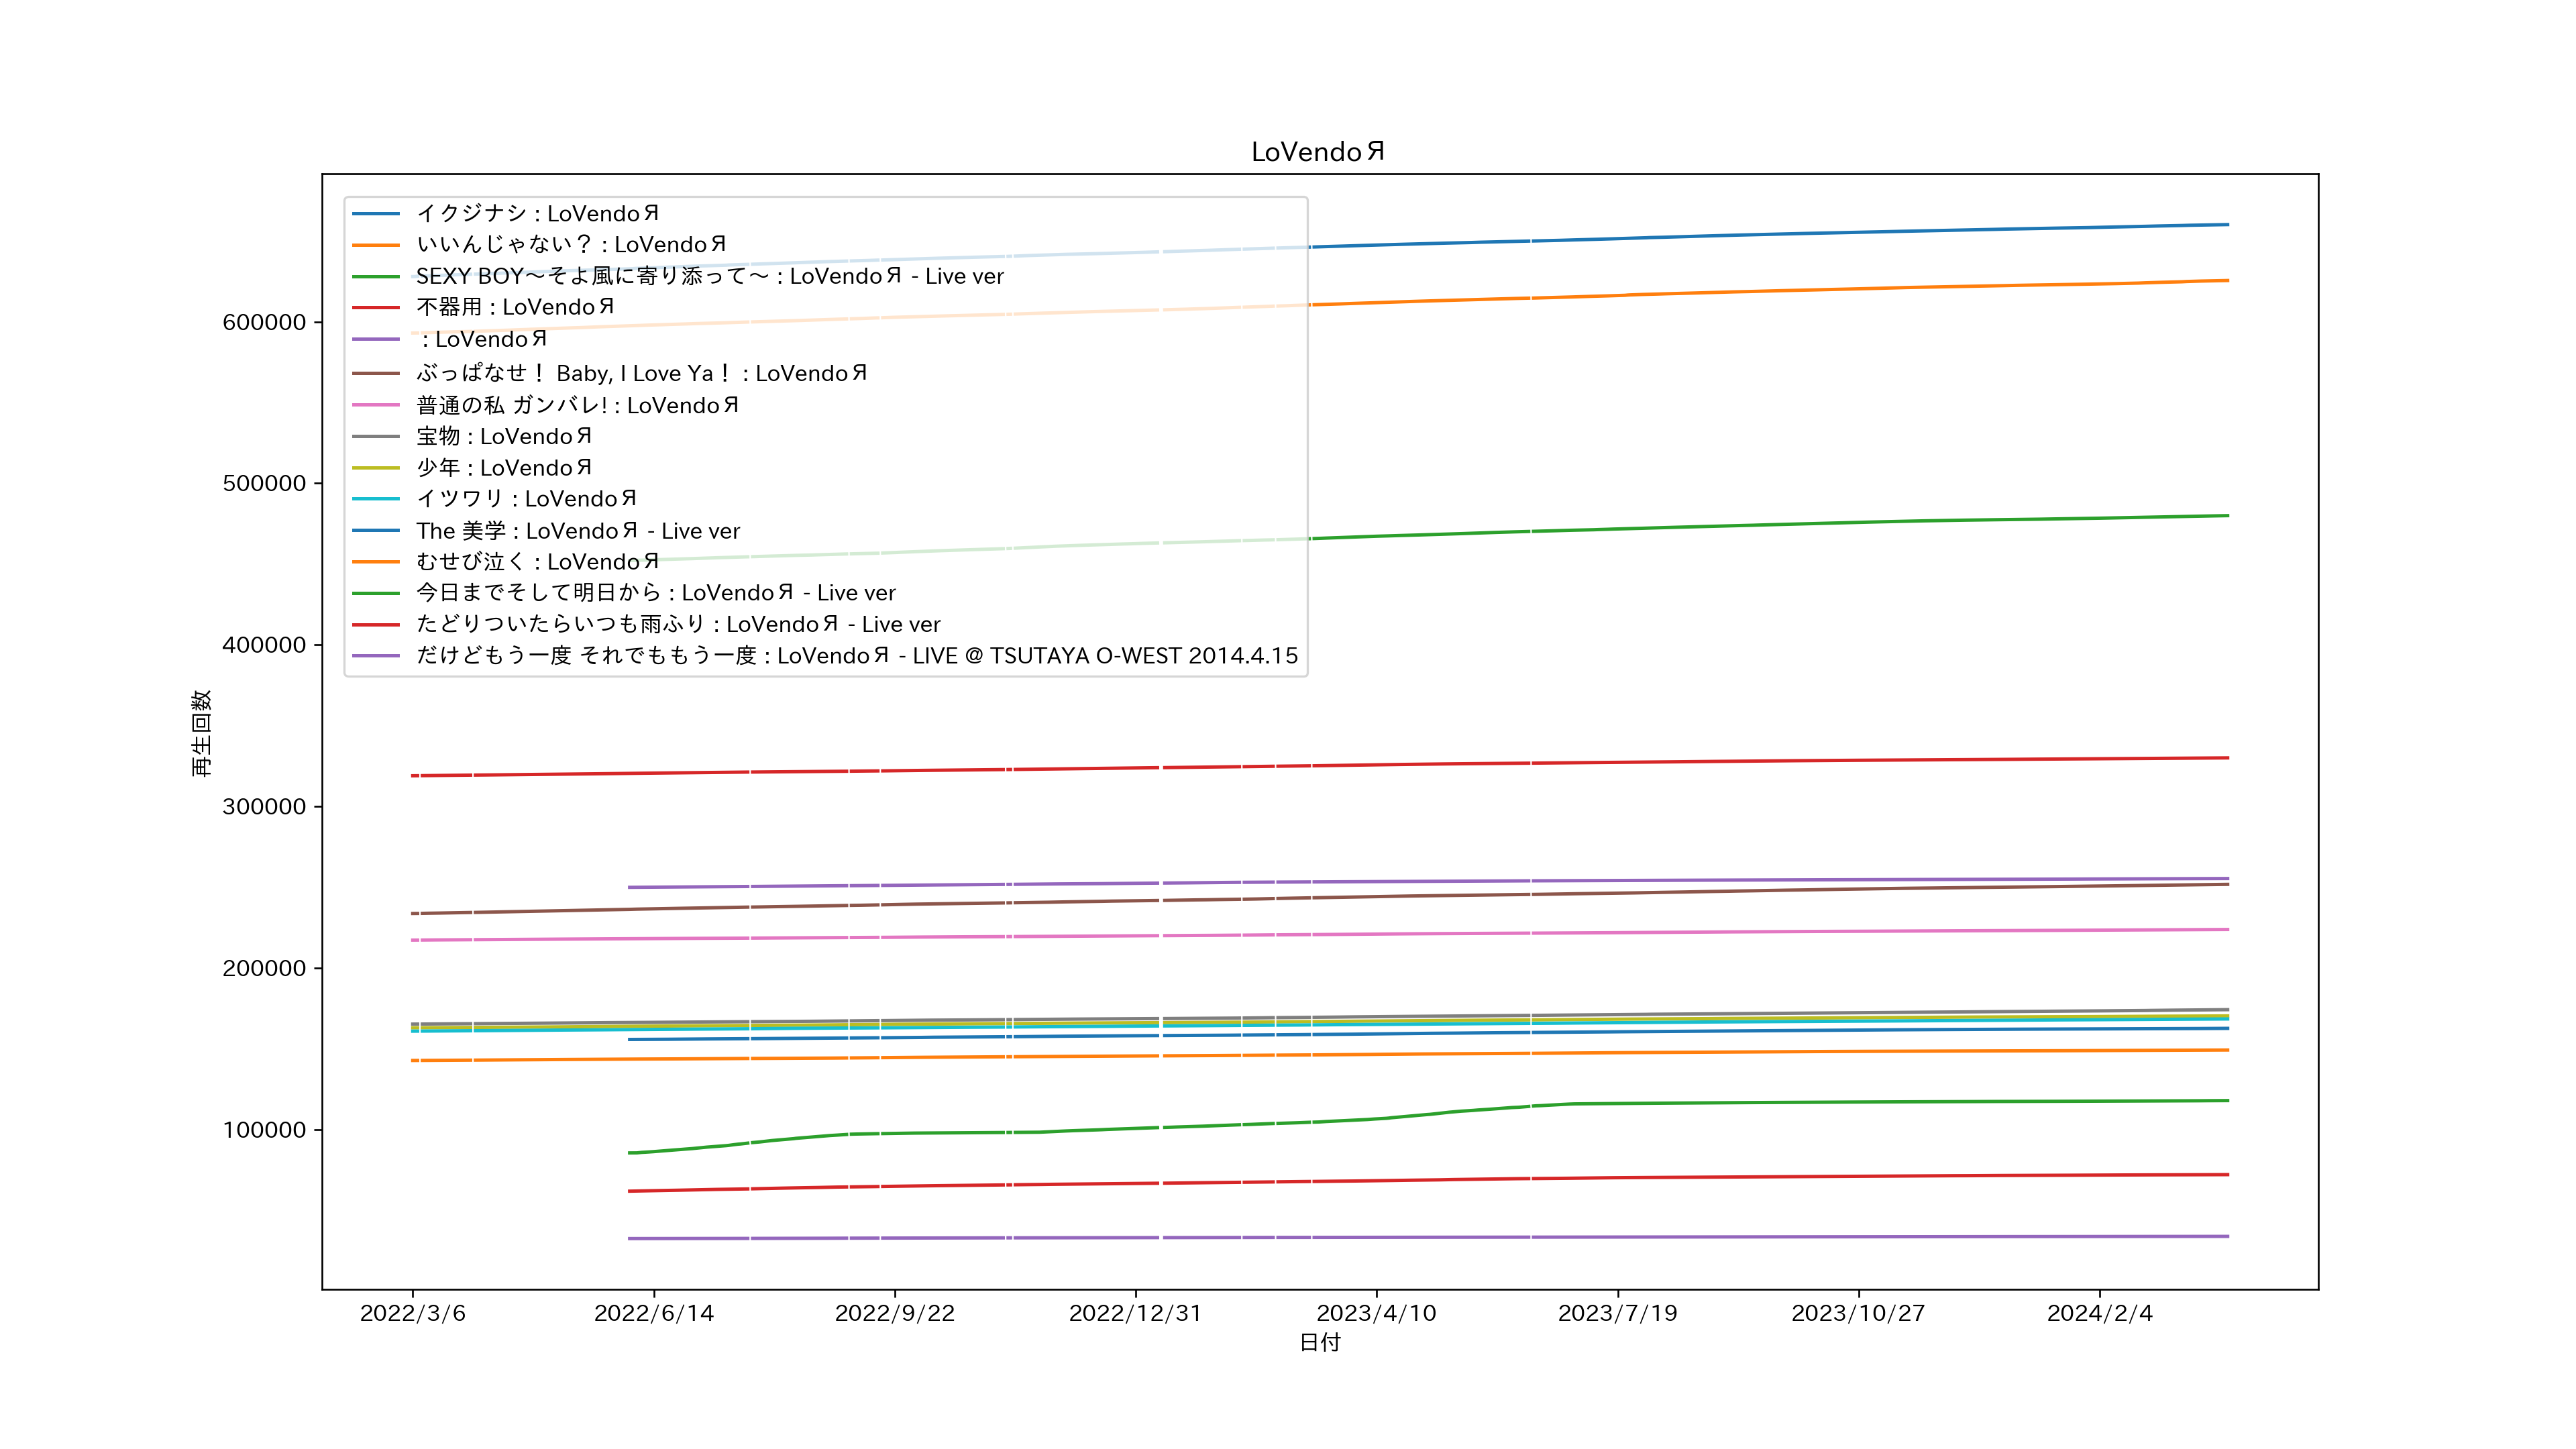 LoVendoЯ
イクジナシ : LoVendoЯ
いいんじゃない？ : LoVendoЯ
SEXY BOY～そよ風に寄り添って～ : LoVendoЯ - Live ver
不器用 : LoVendoЯ
: LoVendoЯ
ぶっぱなせ！ Baby, I Love Ya！ : LoVendoЯ
普通の私 ガンバレ! : LoVendoЯ
宝物 : LoVendoЯ
少年 : LoVendoЯ
イツワリ : LoVendoЯ
The 美学 : LoVendoЯ - Live ver
むせび泣く : LoVendoЯ
今日までそして明日から : LoVendoЯ - Live ver
たどりついたらいつも雨ふり : LoVendoЯ - Live ver
だけどもう一度 それでももう一度 : LoVendoЯ - LIVE @ TSUTAYA O-WEST 2014.4.15
600000
500000
400000
300000
200000
100000
再生回数
2022/3/6 2022/6/14 2022/9/22 2022/12/31 2023/4/10 2023/7/19 2023/10/27 2024/2/4
日付